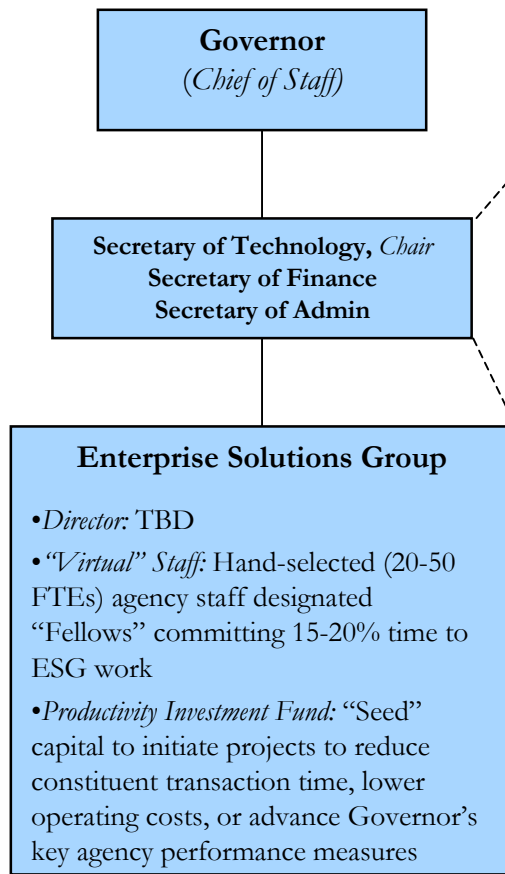 Governor
(Chief of Staff)
Secretary of Technology, Chair
Secretary of Finance
Secretary of Admin
Enterprise Solutions Group
•Director: TBD
•“Virtual” Staff: Hand-selected (20-50
FTEs) agency staff designated
“Fellows” committing 15-20% time to
ESG work
•Productivity Investment Fund: “Seed”
capital to initiate projects to reduce
constituent transaction time, lower
operating costs, or advance Governor’s
key agency performance measures